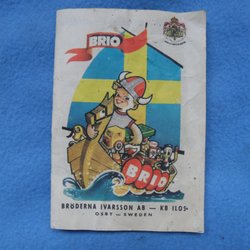 BRIO
BRIO
BRÖDERNA IVARSSON AB — KB ILOS
OSBY — SWEDEN